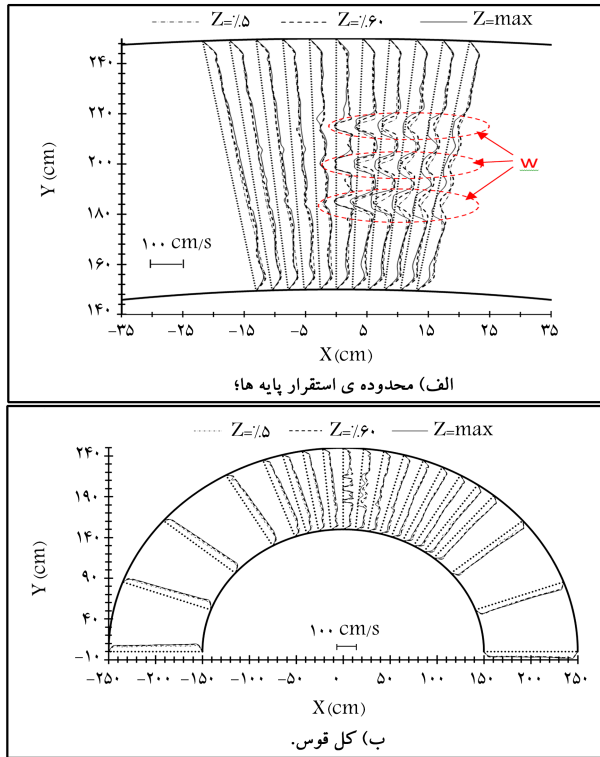 Z=٪.۵ Z=٪.۶۰ Z=max
۲۴۰
۲۲۰
۲۰۰
۱۸۰
۱۶۰
۱۴۰
Y (cm)
w
۱۰۰ cm/s
-۳۵ -۲۵ -۱۵ -۵ ۵ ۱۵ ۲۵ ۳۵
X(cm)
الف) محدوده ی استقرار پایه ها؛
Z=٪.۵ Z=٪.۶۰ Z=max
۲۴۰
۱۹۰
۱۴۰
۹۰
۴۰
-۱۰
Y (cm)
۱۰۰ cm/s
-۲۵۰ -۲۰۰ -۱۵۰ -۱۰۰ -۵۰ ۰ ۵۰ ۱۰۰ ۱۵۰ ۲۰۰ ۲۵۰
X(cm)
ب) کل قوس.